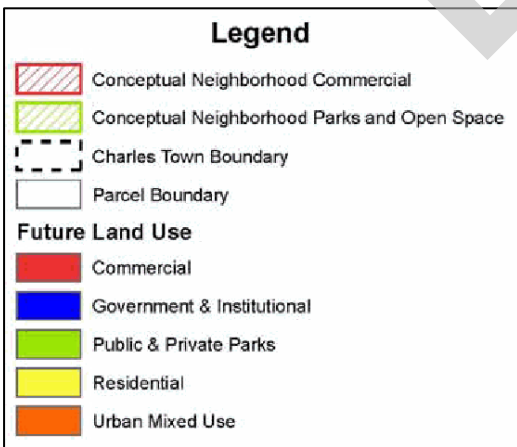 Legend
Conceptual Neighborhood Commercial
Conceptual Neighborhood Parks and Open Space
Charles Town Boundary
Parcel Boundary
Future Land Use
Commercial
Government & Institutional
Public & Private Parks
Residential
Urban Mixed Use